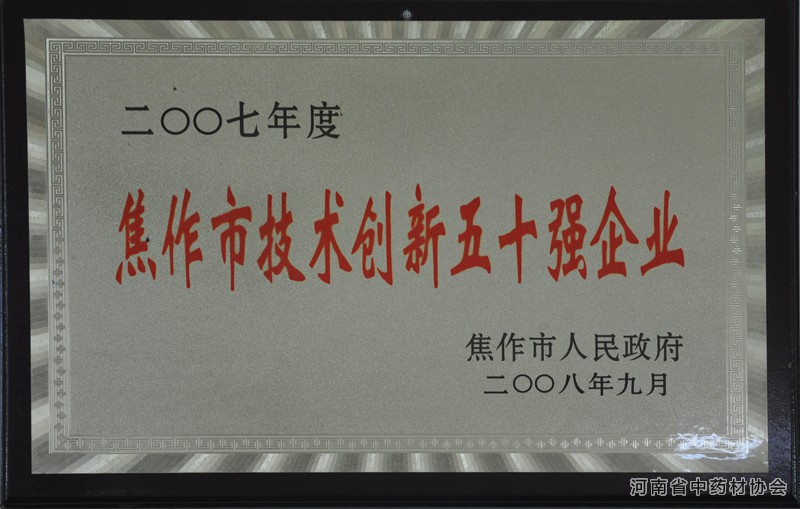 二〇〇七年度
焦作市技术创新五十强企业
焦作市人民政府
二〇〇八年九月
河南省中药材协会